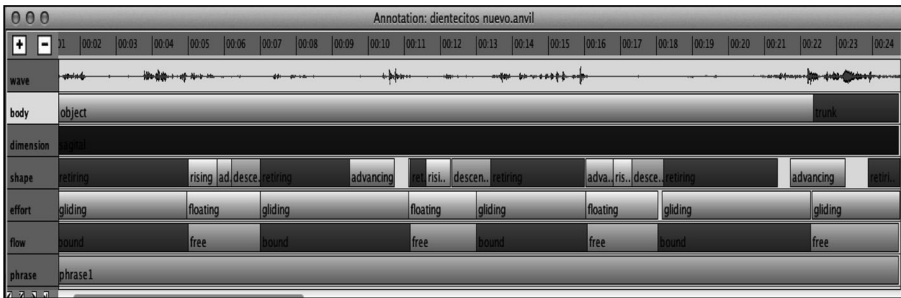 Annotation: dientecitos nuevo.anvil
+ - 01 00:02 00:03 00:04 00:05 00:06 00:07 00:08 00:09 00:10 00:11 00:12 00:13 00:14 00:15 00:16 00:17 00:18 00:19 00:20 00:21 00:22 00:23 00:24
wave
body object trunk
dimension sagital
shape retiring rising ad. desce. retiring advancing ret. risi.. descen.. retiring adva.. ris.. desce.. retiring advancing retiri..
effort gliding floating gliding floating gliding floating gliding gliding
flow bound free bound free bound free bound free
phrase phrase1